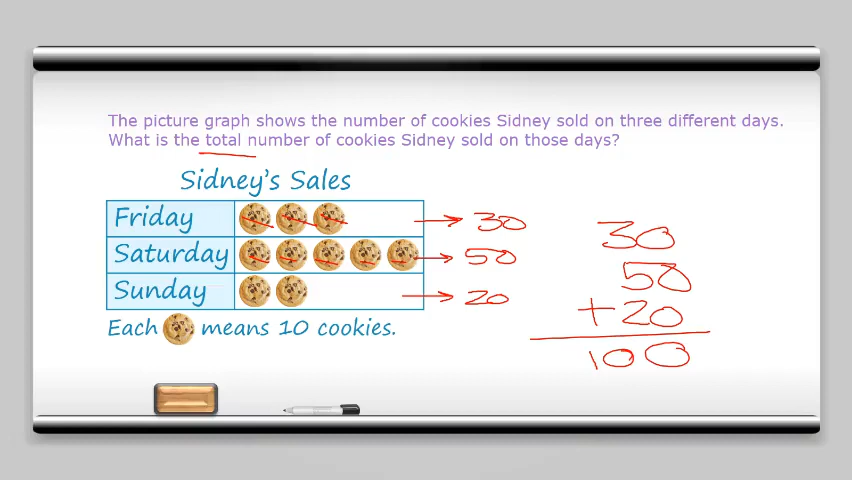 The picture graph shows the number of cookies Sidney sold on three different days.
What is the total number of cookies Sidney sold on those days?
Sidney's Sales
Friday → 30
Saturday → 50
Sunday → 20
Each means 10 cookies.
30
50
+ 20
100